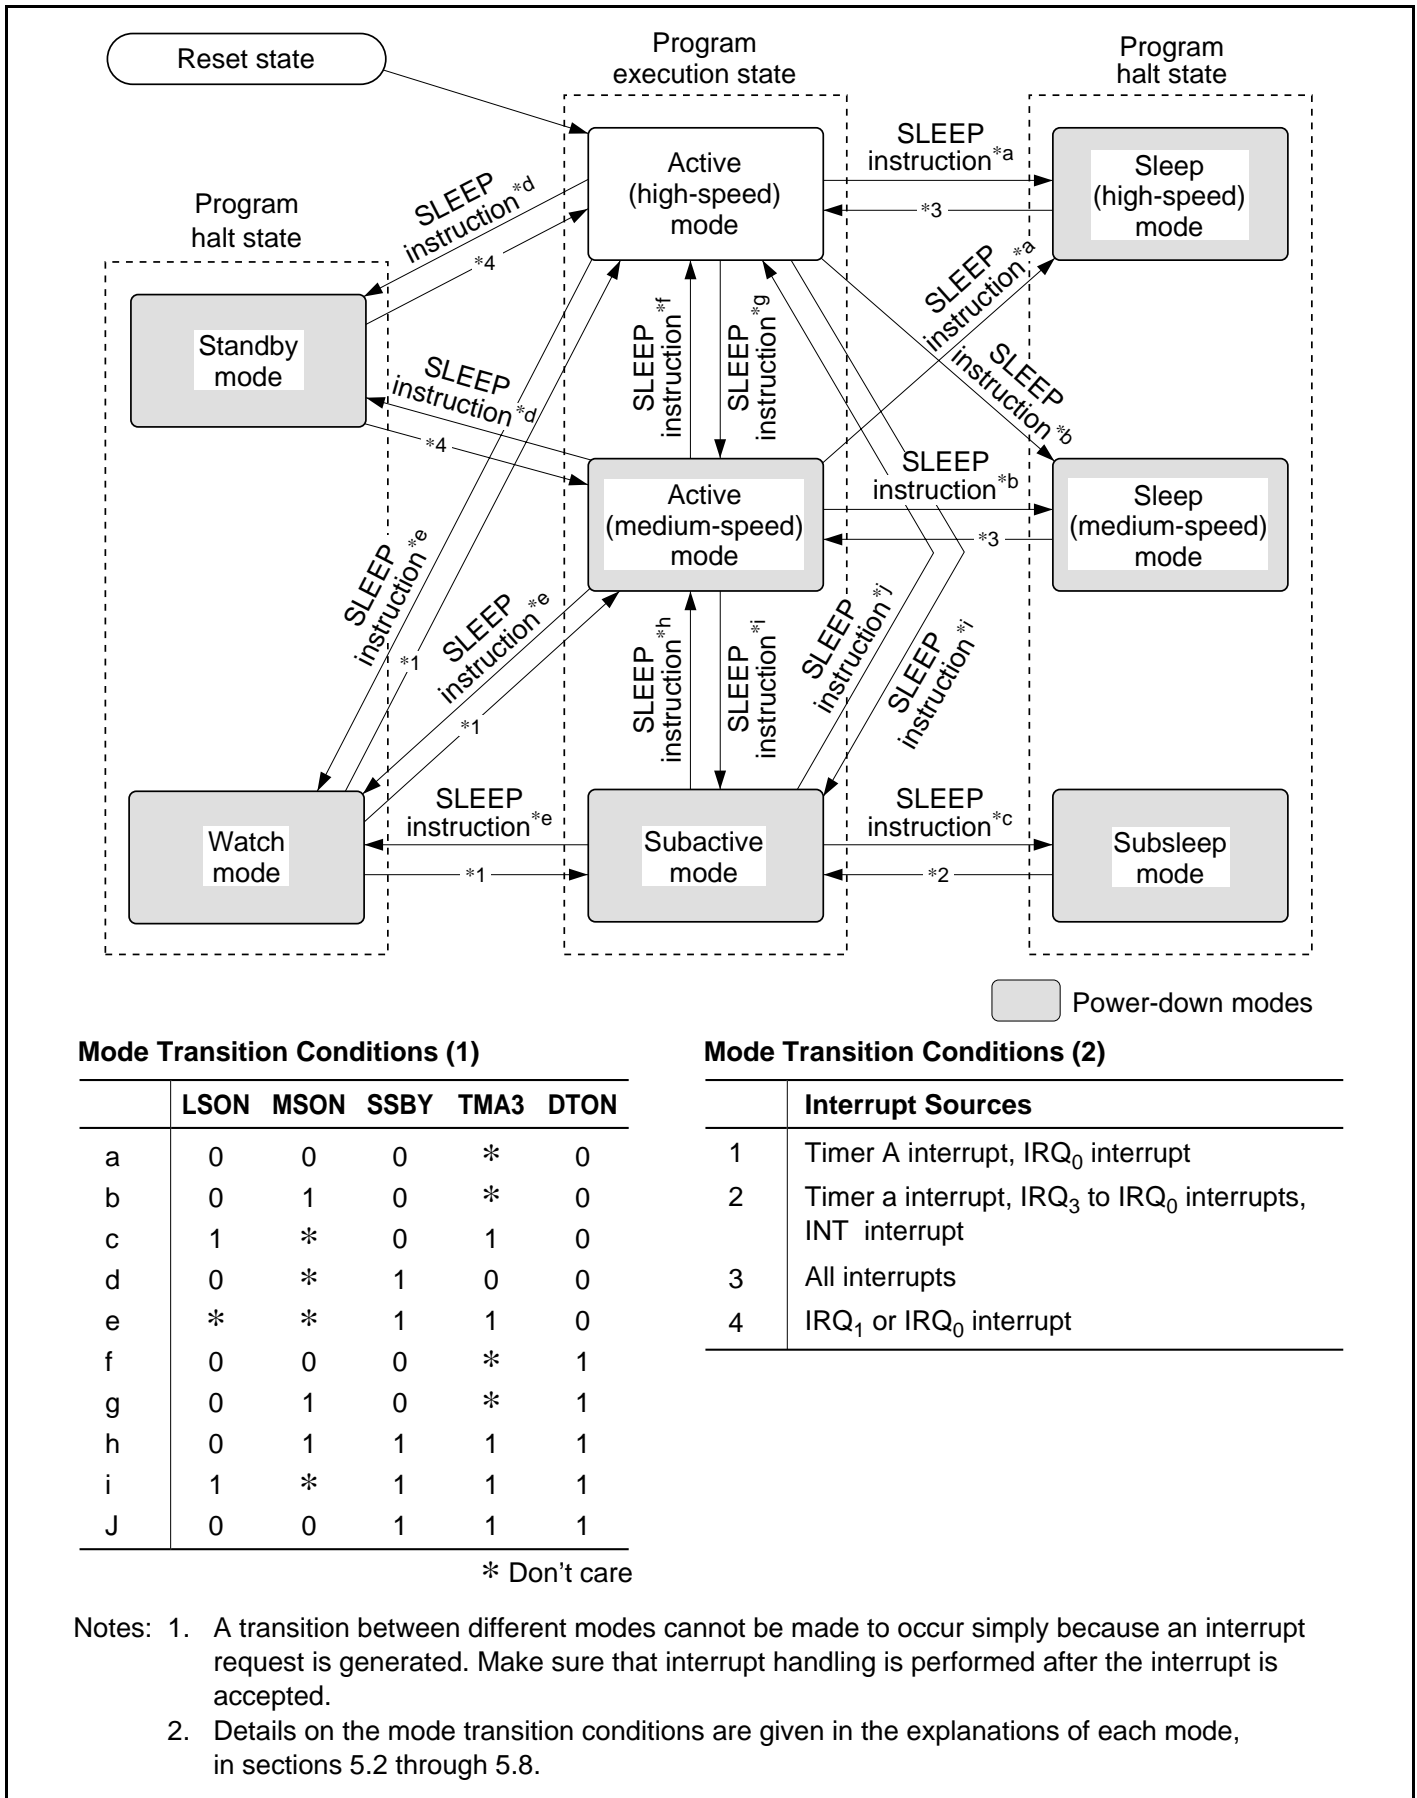 Reset state
Program
execution state
Program
halt state
Program
halt state
Active
(high-speed)
mode
SLEEP
instruction*a
*3
Sleep
(high-speed)
mode
SLEEP
instruction*d
*4
Standby
mode
SLEEP
instruction*d
*4
SLEEP
instruction*f
SLEEP
instruction*g
SLEEP
instruction*a
SLEEP
instruction*b
Active
(medium-speed)
mode
SLEEP
instruction*b
*3
Sleep
(medium-speed)
mode
SLEEP
instruction*e
*1
SLEEP
instruction*e
*1
SLEEP
instruction*h
SLEEP
instruction*i
SLEEP
instruction*j
SLEEP
instruction*i
Watch
mode
SLEEP
instruction*e
*1
Subactive
mode
SLEEP
instruction*c
*2
Subsleep
mode
Power-down modes
Mode Transition Conditions (1)
LSON MSON SSBY TMA3 DTON
a 0 0 0 * 0
b 0 1 0 * 0
c 1 * 0 1 0
d 0 * 1 0 0
e * * 1 1 0
f 0 0 0 * 1
g 0 1 0 * 1
h 0 1 1 1 1
i 1 * 1 1 1
J 0 0 1 1 1
* Don't care
Mode Transition Conditions (2)
Interrupt Sources
1 Timer A interrupt, IRQ0 interrupt
2 Timer a interrupt, IRQ3 to IRQ0 interrupts,
INT interrupt
3 All interrupts
4 IRQ1 or IRQ0 interrupt
Notes: 1. A transition between different modes cannot be made to occur simply because an interrupt
request is generated. Make sure that interrupt handling is performed after the interrupt is
accepted.
2. Details on the mode transition conditions are given in the explanations of each mode,
in sections 5.2 through 5.8.